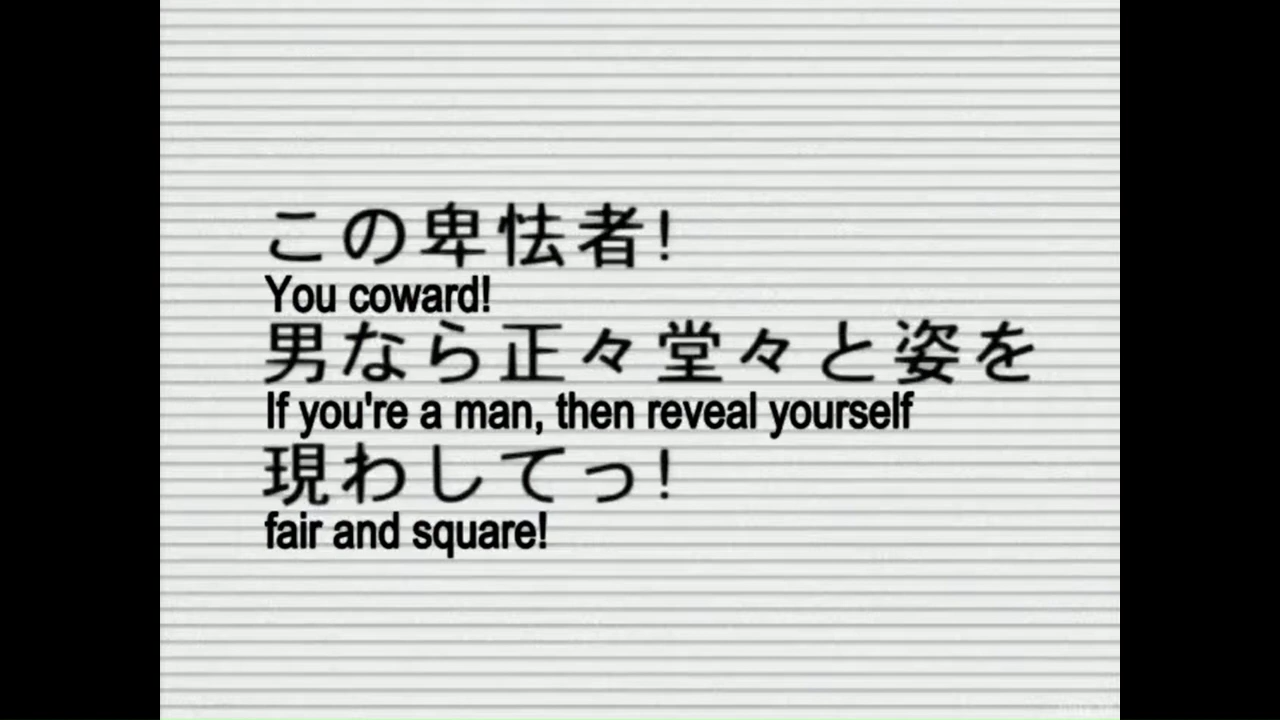 この卑怯者!
You coward!
男なら正々堂々と姿を
If you're a man, then reveal yourself
現わしてっ!
fair and square!